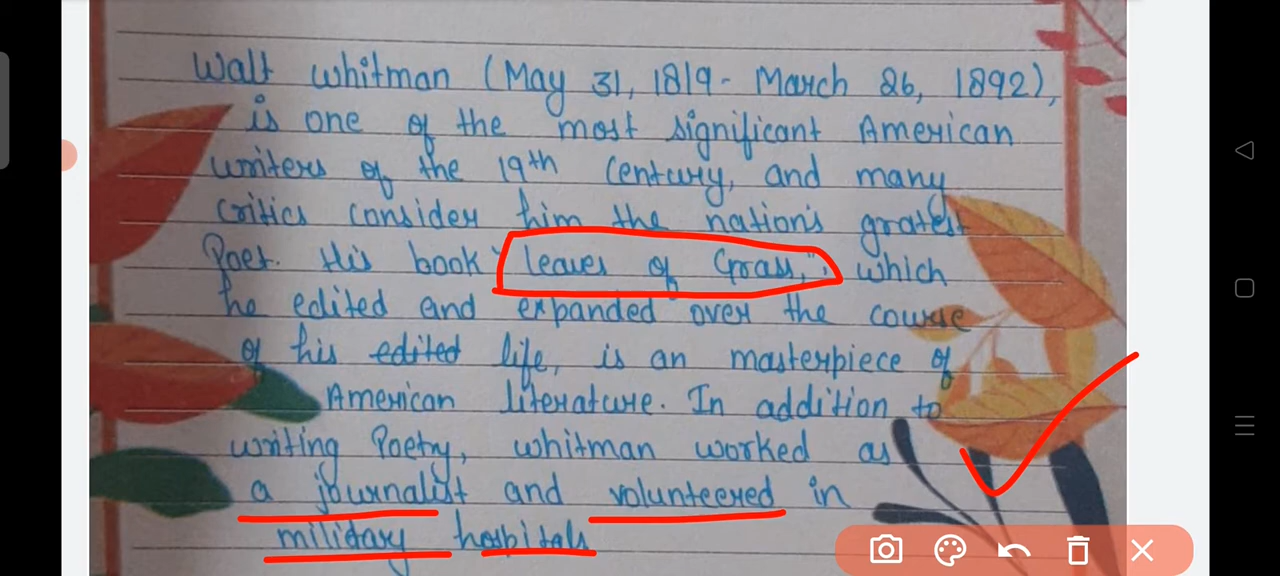 Walt Whitman (May 31, 1819- March 26, 1892),
is one of the most significant American
writers of the 19th Century, and many
critics consider him the nation's gratest
Poet. His book "leaves of Grass,", which
he edited and expanded over the course
of his edited life, is an masterpiece of
American literature. In addition to
writing Poetry, whitman worked as
a journalist and volunteered in
military hospitals